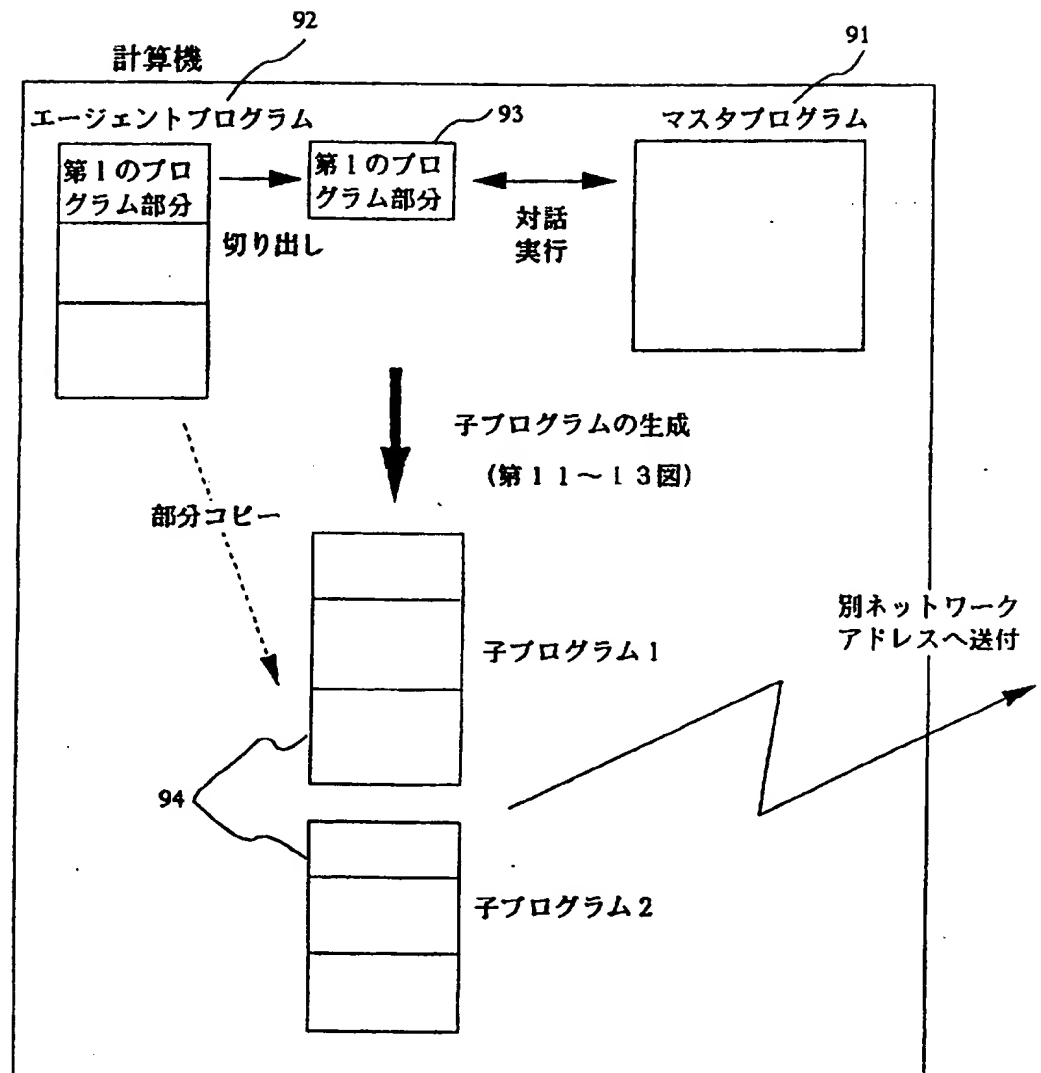 92
91
計算機
エージェントプログラム
93
マスタプログラム
第1のプロ
グラム部分
第1のプロ
グラム部分
切り出し
対話
実行
子プログラムの生成
(第11~13図)
部分コピー
別ネットワーク
アドレスへ送付
子プログラム1
94
子プログラム2